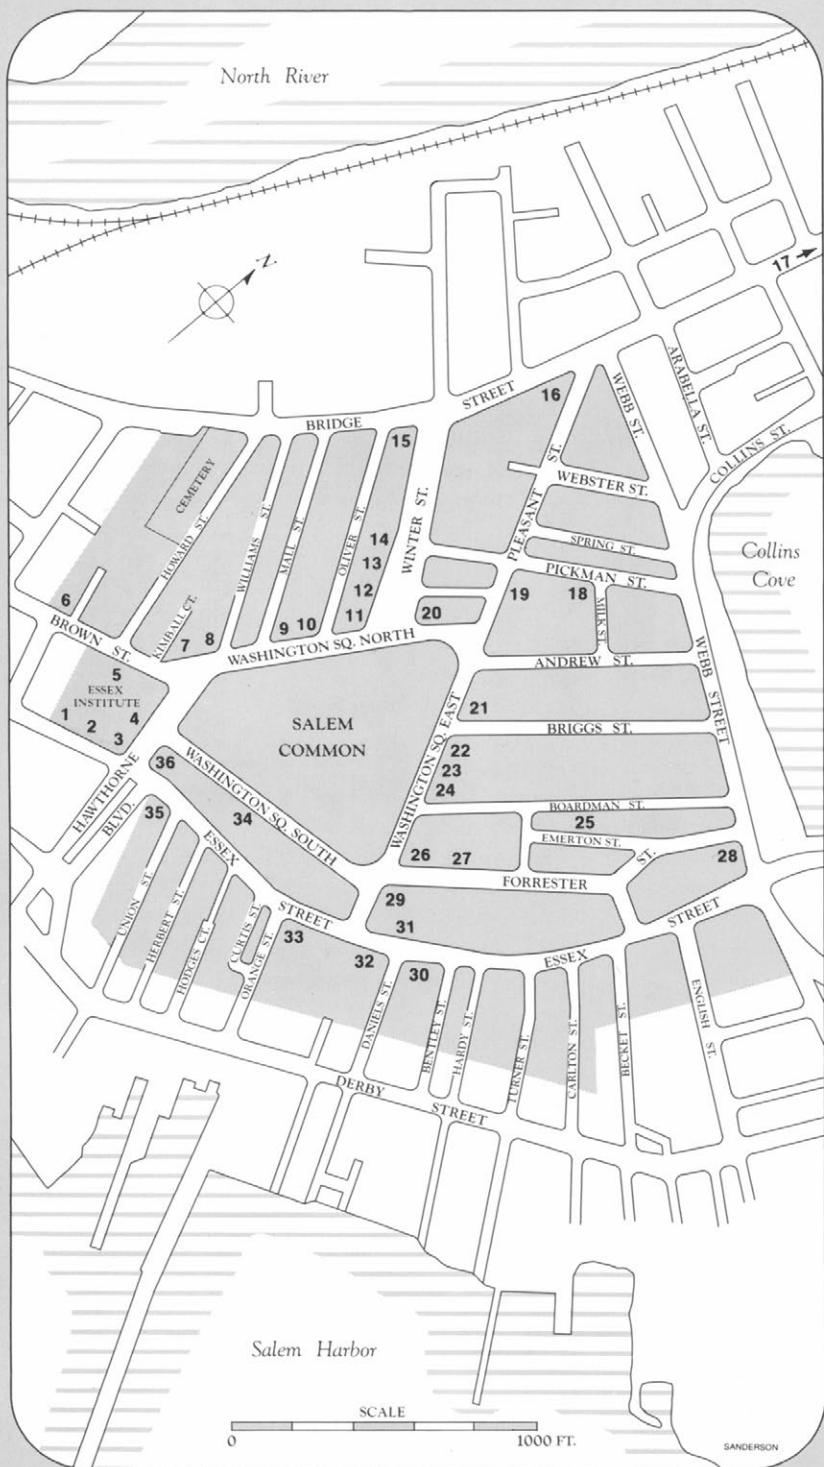 North River
N.
17
BRIDGE
STREET
16
WEBB ST.
ARABELLA ST.
COLLINS ST.
15
CEMETERY
HOWARD ST.
WILLIAMS ST.
MALL ST.
OLIVER ST.
14
13
12
11
WINTER ST.
PLEASANT ST.
WEBSTER ST.
SPRING ST.
PICKMAN ST.
Collins
Cove
6
BROWN ST.
KIMBALL CT.
7
8
9
10
20
19
18
MILK ST.
WASHINGTON SQ. NORTH
ANDREW ST.
WEBB STREET
5
ESSEX
INSTITUTE
1
2
4
3
SALEM
COMMON
WASHINGTON SQ. EAST
21
BRIGGS ST.
22
23
24
HAWTHORNE
BLVD.
36
WASHINGTON SQ. SOUTH
34
BOARDMAN ST.
25
EMERTON ST.
35
ESSEX
STREET
26
27
FORRESTER
ST.
28
UNION ST.
HERBERT ST.
HODGES CT.
CURTIS ST.
ORANGE ST.
33
29
31
32
30
ESSEX
STREET
DANIELS ST.
BENTLEY ST.
HARDY ST.
TURNER ST.
CARLTON ST.
BECKET ST.
ENGLISH ST.
DERBY
STREET
Salem Harbor
SCALE
0
1000 FT.
SANDERSON